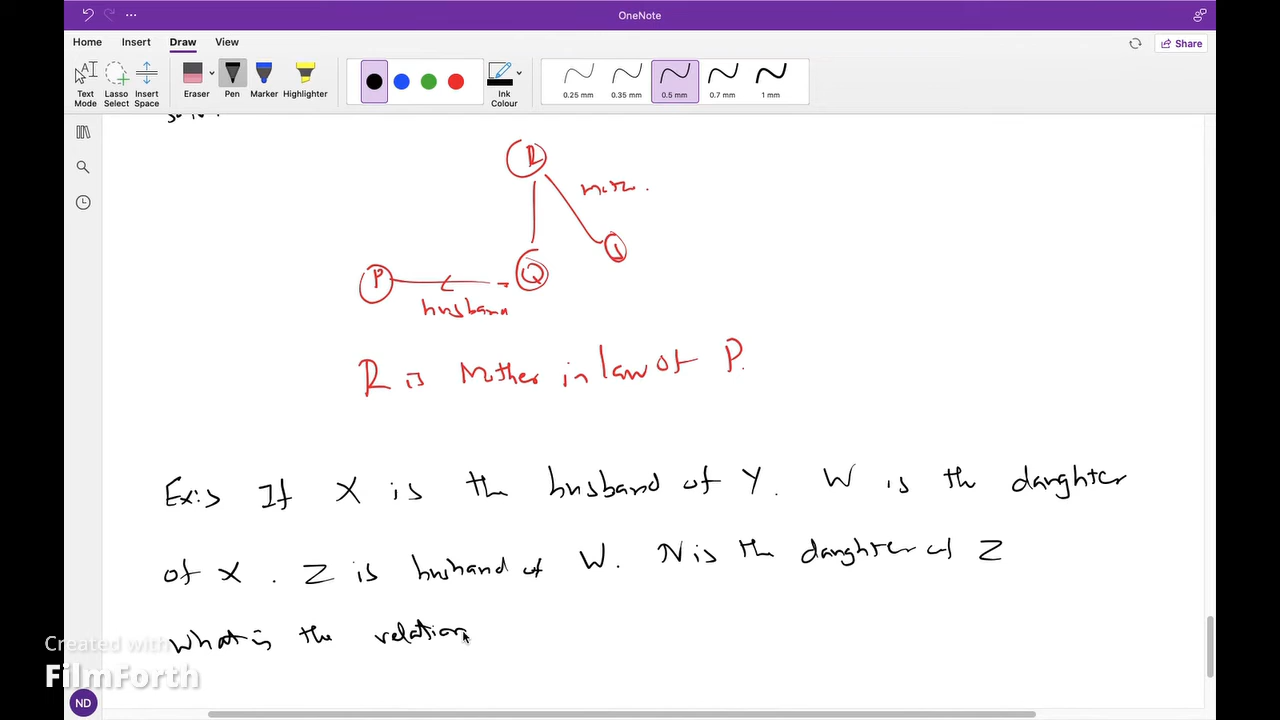 OneNote
Home Insert Draw View
Share
Text Mode Lasso Select Insert Space Eraser Pen Marker Highlighter Ink Colour 0.25 mm 0.35 mm 0.5 mm 0.7 mm 1 mm
R
Q
P
husband
R is Mother in law of P.
If X is the husband of Y. W is the daughter
of X. Z is husband of W. N is the daughter of Z
What is the relation
Created with
FilmForth
ND